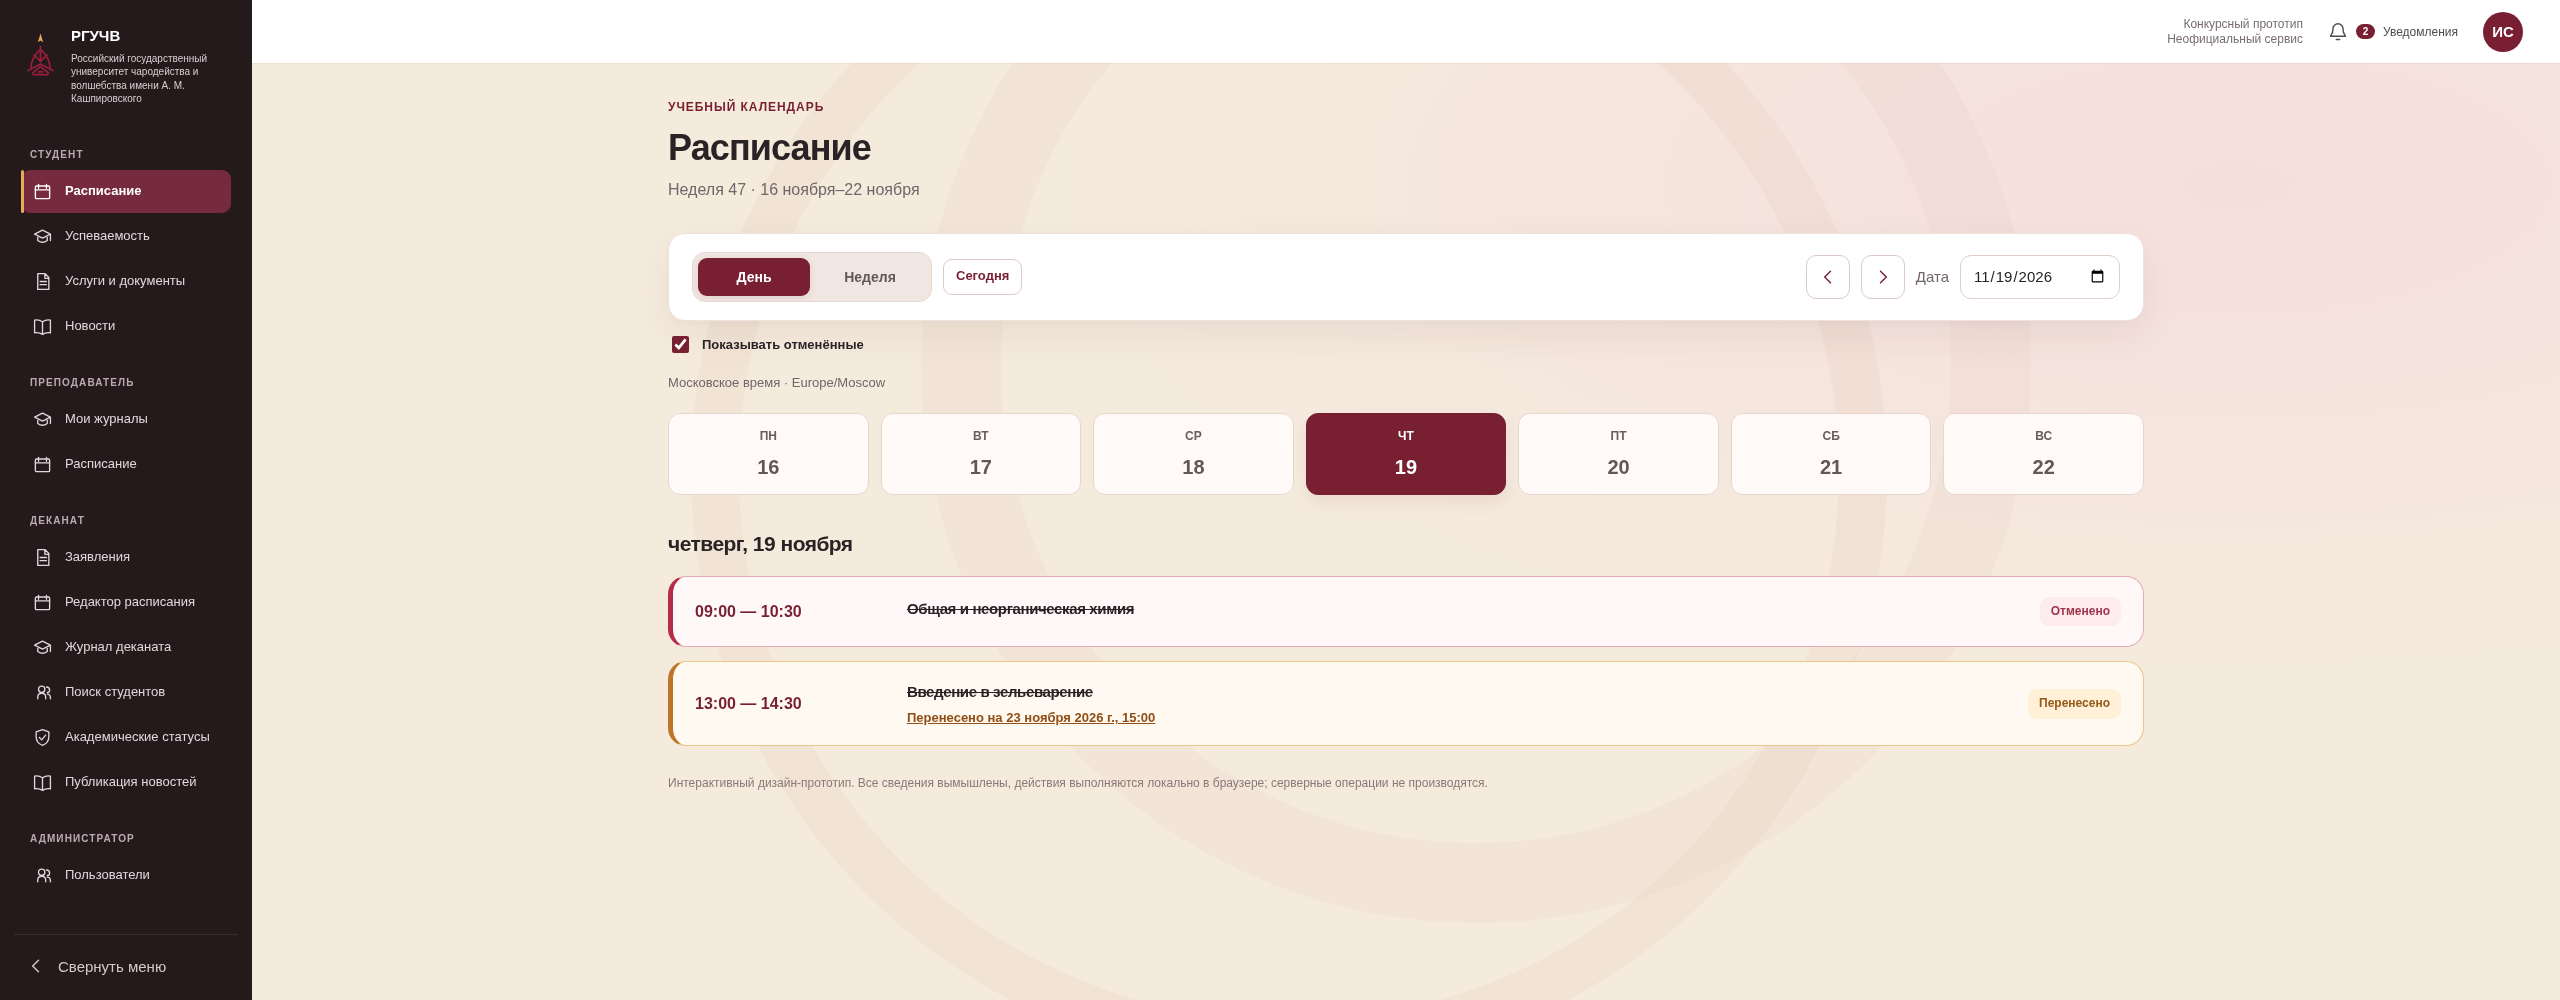 РГУЧВ
Российский государственный
университет чародейства и
волшебства имени А. М.
Кашпировского
СТУДЕНТ
Расписание
Успеваемость
Услуги и документы
Новости
ПРЕПОДАВАТЕЛЬ
Мои журналы
Расписание
ДЕКАНАТ
Заявления
Редактор расписания
Журнал деканата
Поиск студентов
Академические статусы
Публикация новостей
АДМИНИСТРАТОР
Пользователи
Свернуть меню
Конкурсный прототип
Неофициальный сервис
2 Уведомления
ИС
УЧЕБНЫЙ КАЛЕНДАРЬ
Расписание
Неделя 47 · 16 ноября–22 ноября
День Неделя Сегодня Дата 11/19/2026
Показывать отменённые
Московское время · Europe/Moscow
ПН ВТ СР ЧТ ПТ СБ ВС
16 17 18 19 20 21 22
четверг, 19 ноября
09:00 — 10:30 Общая и неорганическая химия Отменено
13:00 — 14:30 Введение в зельеварение Перенесено
Перенесено на 23 ноября 2026 г., 15:00
Интерактивный дизайн-прототип. Все сведения вымышлены, действия выполняются локально в браузере; серверные операции не производятся.